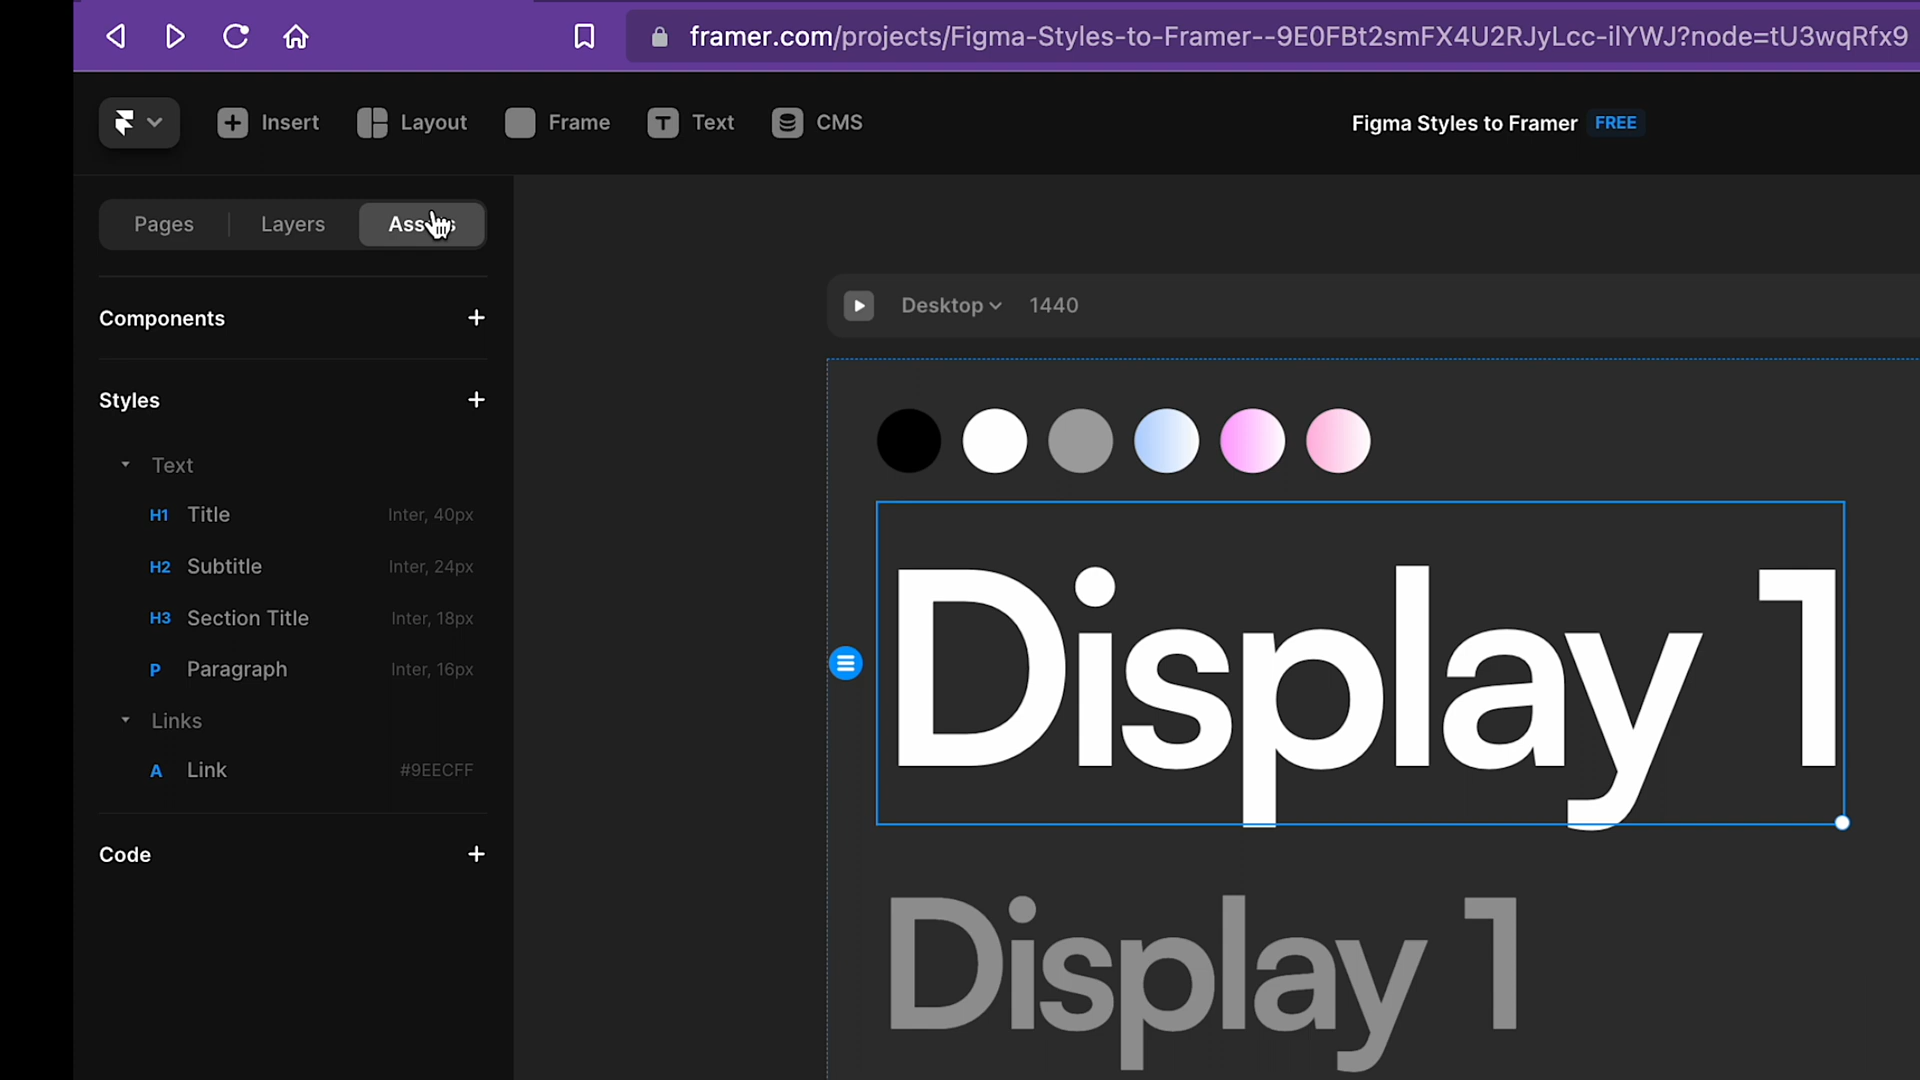 framer.com/projects/Figma-Styles-to-Framer--9E0FBt2smFX4U2RJyLcc-ilYWJ?node=tU3wqRfx9
Insert Layout Frame Text CMS
Figma Styles to Framer FREE
Pages Layers
Components
Desktop 1440
Styles
Text
H1 Title Inter, 40px
H2 Subtitle Inter, 24px
H3 Section Title Inter, 18px
P Paragraph Inter, 16px
Links
A Link #9EECFF
Code
Display 1
Display 1